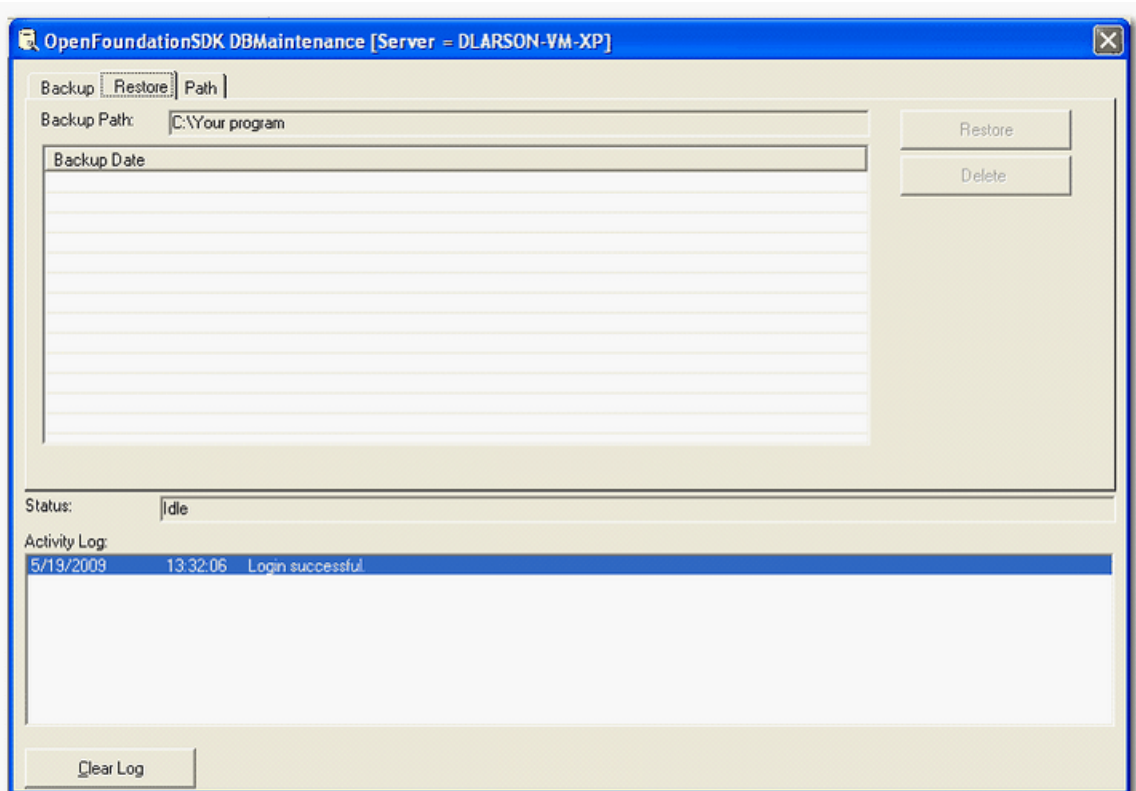 OpenFoundationSDK DBMaintenance [Server = DLARSON-VM-XP]
Backup Restore Path
Backup Path: C:\Your program
Restore
Backup Date
Delete
Status: Idle
Activity Log:
5/19/2009 13:32:06 Login successful.
Clear Log